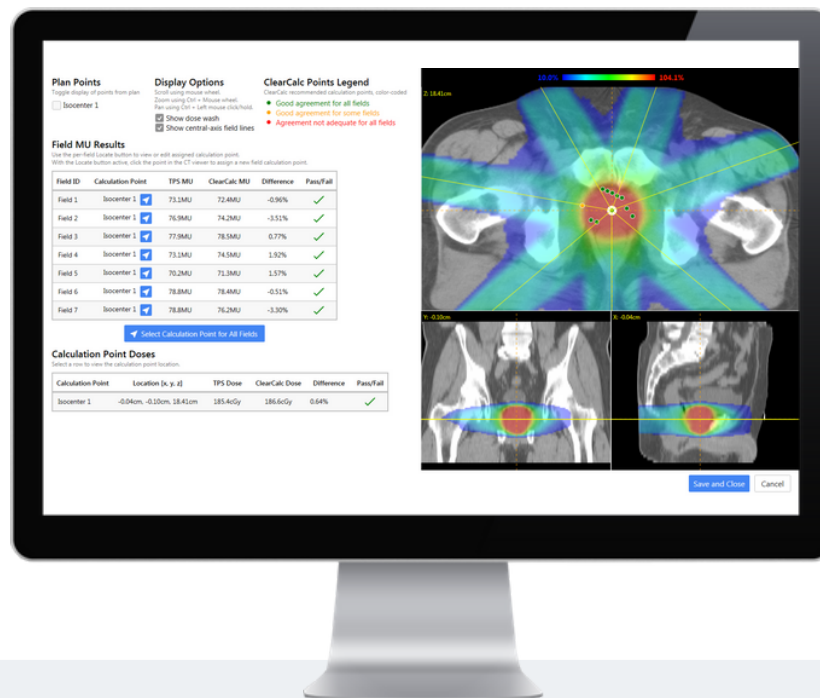 Plan Points
Toggle display of points from plan
Isocenter 1
Display Options
Scroll using mouse wheel.
Zoom using Ctrl + Mouse wheel.
Pan using Ctrl + Left mouse click/hold.
Show dose wash
Show central-axis field lines
ClearCalc Points Legend
ClearCalc recommended calculation points, color-coded
Good agreement for all fields
Good agreement for some fields
Agreement not adequate for all fields
Field MU Results
Use the per-field Locate button to view or edit assigned calculation point.
With the Locate button active, click the point in the CT viewer to assign a new field calculation point.
Field ID Calculation Point TPS MU ClearCalc MU Difference Pass/Fail
Field 1 Isocenter 1 73.1MU 72.4MU -0.96%
Field 2 Isocenter 1 76.9MU 74.2MU -3.51%
Field 3 Isocenter 1 77.9MU 78.5MU 0.77%
Field 4 Isocenter 1 73.1MU 74.5MU 1.92%
Field 5 Isocenter 1 70.2MU 71.3MU 1.57%
Field 6 Isocenter 1 78.8MU 78.4MU -0.51%
Field 7 Isocenter 1 78.8MU 76.2MU -3.30%
Select Calculation Point for All Fields
Calculation Point Doses
Select a row to view the calculation point location.
Calculation Point Location [x, y, z] TPS Dose ClearCalc Dose Difference Pass/Fail
Isocenter 1 -0.04cm, -0.10cm, 18.41cm 185.4cGy 186.6cGy 0.64%
10.0% 104.1%
Z: 18.41cm
Y: -0.10cm
X: -0.04cm
Save and Close Cancel